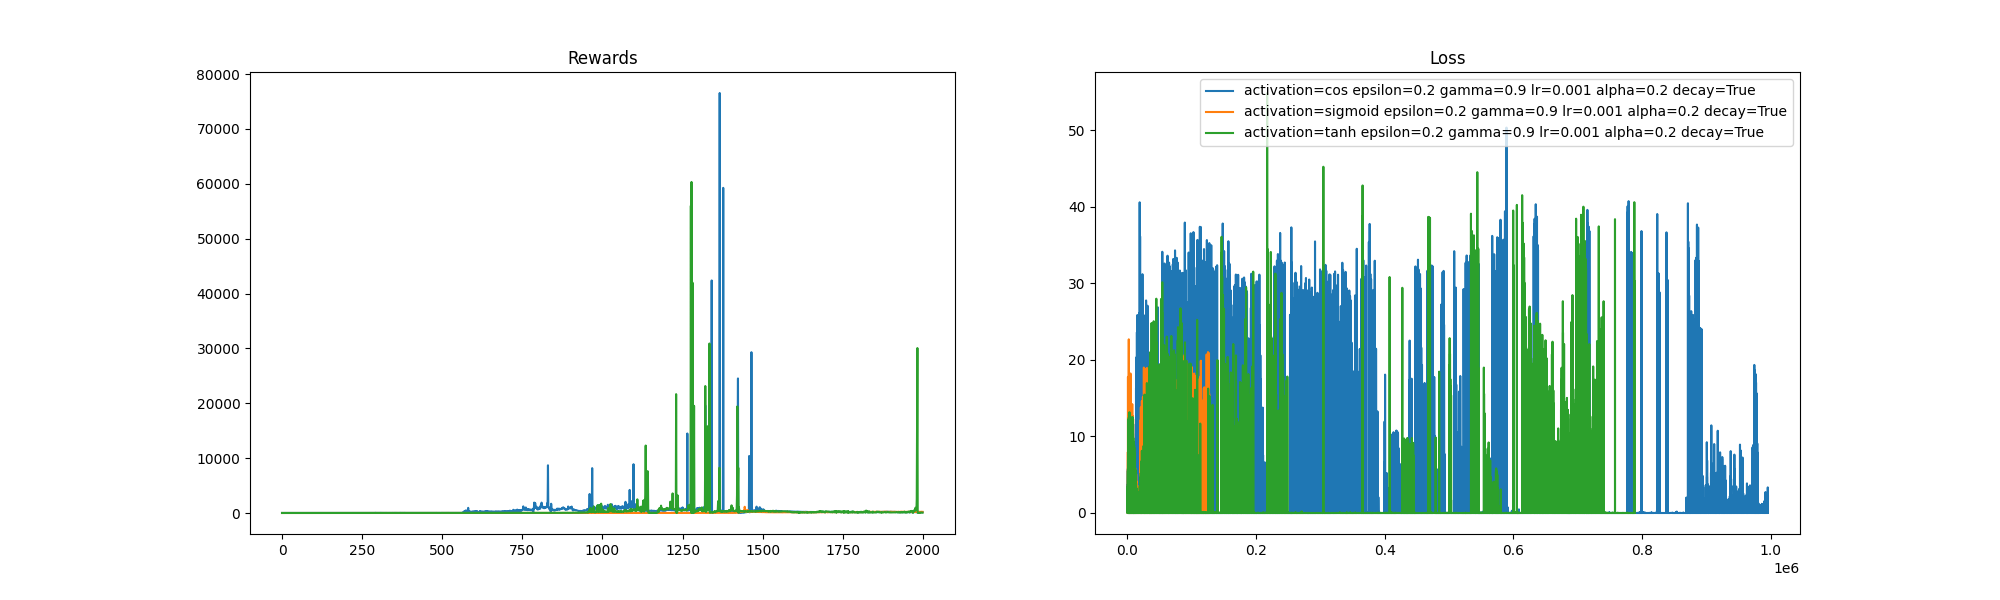 Rewards
80000
70000
60000
50000
40000
30000
20000
10000
0
0 250 500 750 1000 1250 1500 1750 2000
Loss
activation=cos epsilon=0.2 gamma=0.9 lr=0.001 alpha=0.2 decay=True
activation=sigmoid epsilon=0.2 gamma=0.9 lr=0.001 alpha=0.2 decay=True
activation=tanh epsilon=0.2 gamma=0.9 lr=0.001 alpha=0.2 decay=True
50
40
30
20
10
0
0.0 0.2 0.4 0.6 0.8 1.0
1e6